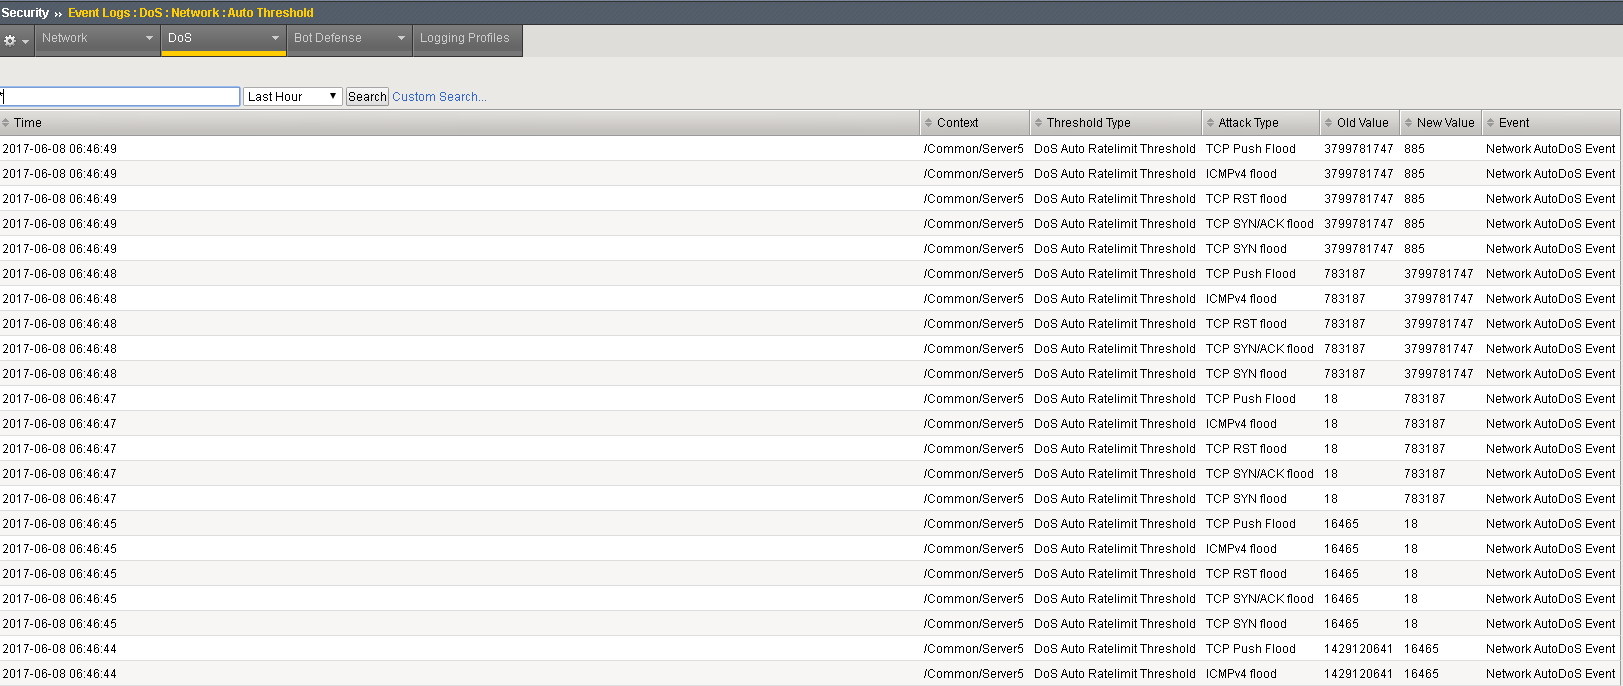 Security ›› Event Logs : DoS : Network : Auto Threshold
Network DoS Bot Defense Logging Profiles
* Last Hour Search Custom Search...
Time Context Threshold Type Attack Type Old Value New Value Event
2017-06-08 06:46:49 /Common/Server5 DoS Auto Ratelimit Threshold TCP Push Flood 3799781747 885 Network AutoDoS Event
2017-06-08 06:46:49 /Common/Server5 DoS Auto Ratelimit Threshold ICMPv4 flood 3799781747 885 Network AutoDoS Event
2017-06-08 06:46:49 /Common/Server5 DoS Auto Ratelimit Threshold TCP RST flood 3799781747 885 Network AutoDoS Event
2017-06-08 06:46:49 /Common/Server5 DoS Auto Ratelimit Threshold TCP SYN/ACK flood 3799781747 885 Network AutoDoS Event
2017-06-08 06:46:49 /Common/Server5 DoS Auto Ratelimit Threshold TCP SYN flood 3799781747 885 Network AutoDoS Event
2017-06-08 06:46:48 /Common/Server5 DoS Auto Ratelimit Threshold TCP Push Flood 783187 3799781747 Network AutoDoS Event
2017-06-08 06:46:48 /Common/Server5 DoS Auto Ratelimit Threshold ICMPv4 flood 783187 3799781747 Network AutoDoS Event
2017-06-08 06:46:48 /Common/Server5 DoS Auto Ratelimit Threshold TCP RST flood 783187 3799781747 Network AutoDoS Event
2017-06-08 06:46:48 /Common/Server5 DoS Auto Ratelimit Threshold TCP SYN/ACK flood 783187 3799781747 Network AutoDoS Event
2017-06-08 06:46:48 /Common/Server5 DoS Auto Ratelimit Threshold TCP SYN flood 783187 3799781747 Network AutoDoS Event
2017-06-08 06:46:47 /Common/Server5 DoS Auto Ratelimit Threshold TCP Push Flood 18 783187 Network AutoDoS Event
2017-06-08 06:46:47 /Common/Server5 DoS Auto Ratelimit Threshold ICMPv4 flood 18 783187 Network AutoDoS Event
2017-06-08 06:46:47 /Common/Server5 DoS Auto Ratelimit Threshold TCP RST flood 18 783187 Network AutoDoS Event
2017-06-08 06:46:47 /Common/Server5 DoS Auto Ratelimit Threshold TCP SYN/ACK flood 18 783187 Network AutoDoS Event
2017-06-08 06:46:47 /Common/Server5 DoS Auto Ratelimit Threshold TCP SYN flood 18 783187 Network AutoDoS Event
2017-06-08 06:46:45 /Common/Server5 DoS Auto Ratelimit Threshold TCP Push Flood 16465 18 Network AutoDoS Event
2017-06-08 06:46:45 /Common/Server5 DoS Auto Ratelimit Threshold ICMPv4 flood 16465 18 Network AutoDoS Event
2017-06-08 06:46:45 /Common/Server5 DoS Auto Ratelimit Threshold TCP RST flood 16465 18 Network AutoDoS Event
2017-06-08 06:46:45 /Common/Server5 DoS Auto Ratelimit Threshold TCP SYN/ACK flood 16465 18 Network AutoDoS Event
2017-06-08 06:46:45 /Common/Server5 DoS Auto Ratelimit Threshold TCP SYN flood 16465 18 Network AutoDoS Event
2017-06-08 06:46:44 /Common/Server5 DoS Auto Ratelimit Threshold TCP Push Flood 1429120641 16465 Network AutoDoS Event
2017-06-08 06:46:44 /Common/Server5 DoS Auto Ratelimit Threshold ICMPv4 flood 1429120641 16465 Network AutoDoS Event